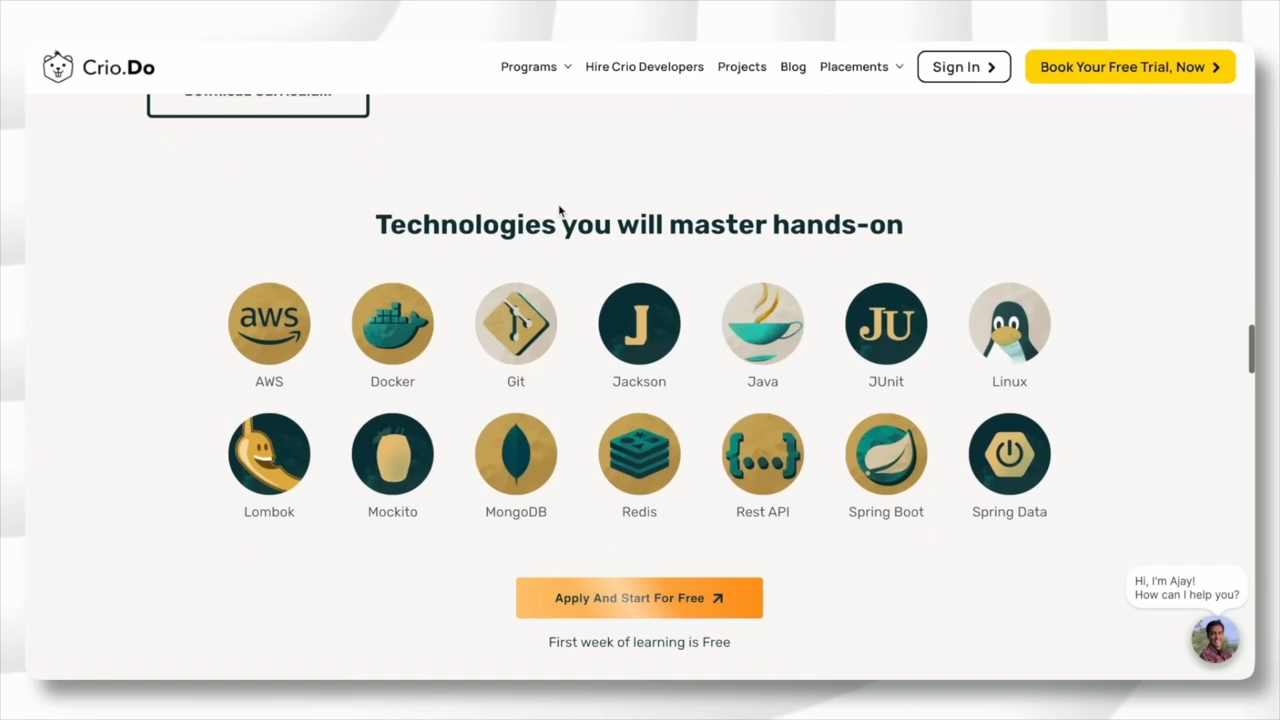 Crio.Do
Programs
Hire Crio Developers
Projects
Blog
Placements
Sign In
Book Your Free Trial, Now
Technologies you will master hands-on
aws
J
JU
AWS
Docker
Git
Jackson
Java
JUnit
Linux
{...}
Lombok
Mockito
MongoDB
Redis
Rest API
Spring Boot
Spring Data
Apply And Start For Free
First week of learning is Free
Hi, I'm Ajay!
How can I help you?